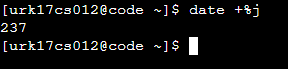 [urk17cs012@code ~]$ date +%j
237
[urk17cs012@code ~]$